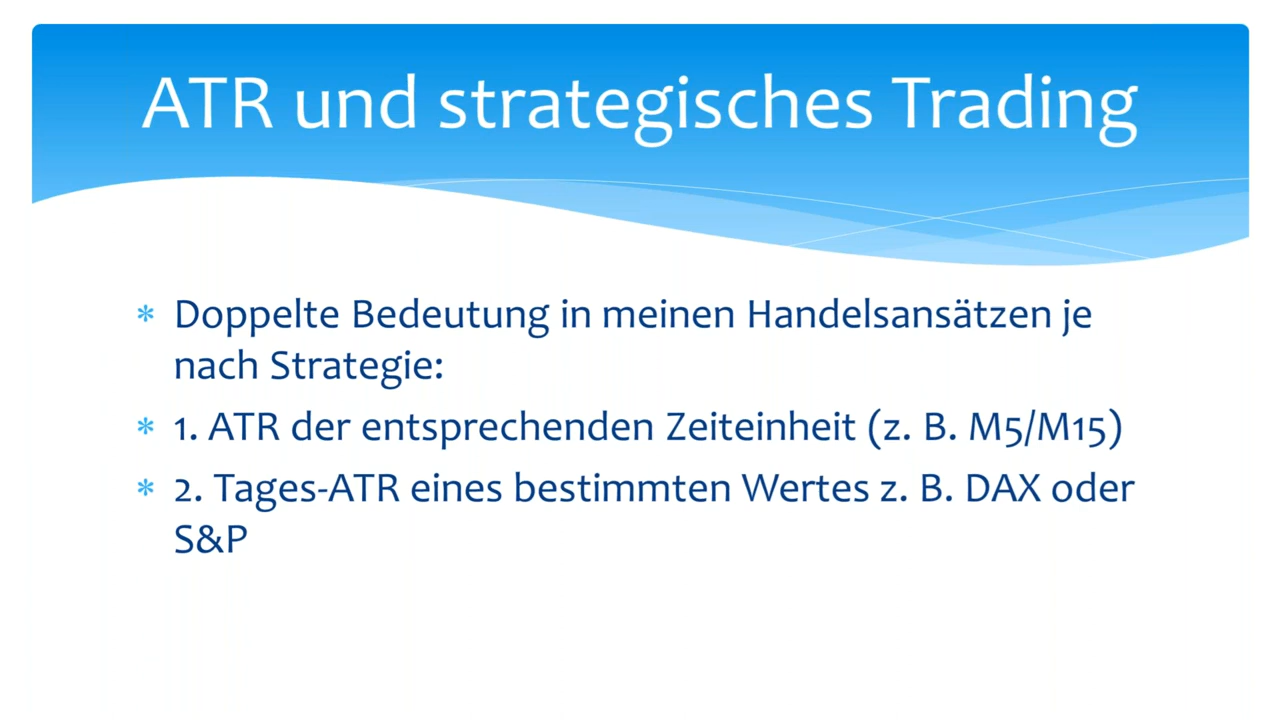 ATR und strategisches Trading
* Doppelte Bedeutung in meinen Handelsansätzen je
nach Strategie:
* 1. ATR der entsprechenden Zeiteinheit (z. B. M5/M15)
* 2. Tages-ATR eines bestimmten Wertes z. B. DAX oder
S&P